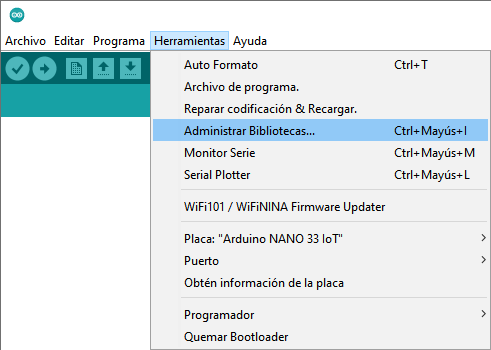 Archivo Editar Programa Herramientas Ayuda
Auto Formato Ctrl+T
Archivo de programa.
Reparar codificación & Recargar.
Administrar Bibliotecas... Ctrl+Mayús+I
Monitor Serie Ctrl+Mayús+M
Serial Plotter Ctrl+Mayús+L
WiFi101 / WiFiNINA Firmware Updater
Placa: "Arduino NANO 33 IoT"
Puerto
Obtén información de la placa
Programador
Quemar Bootloader